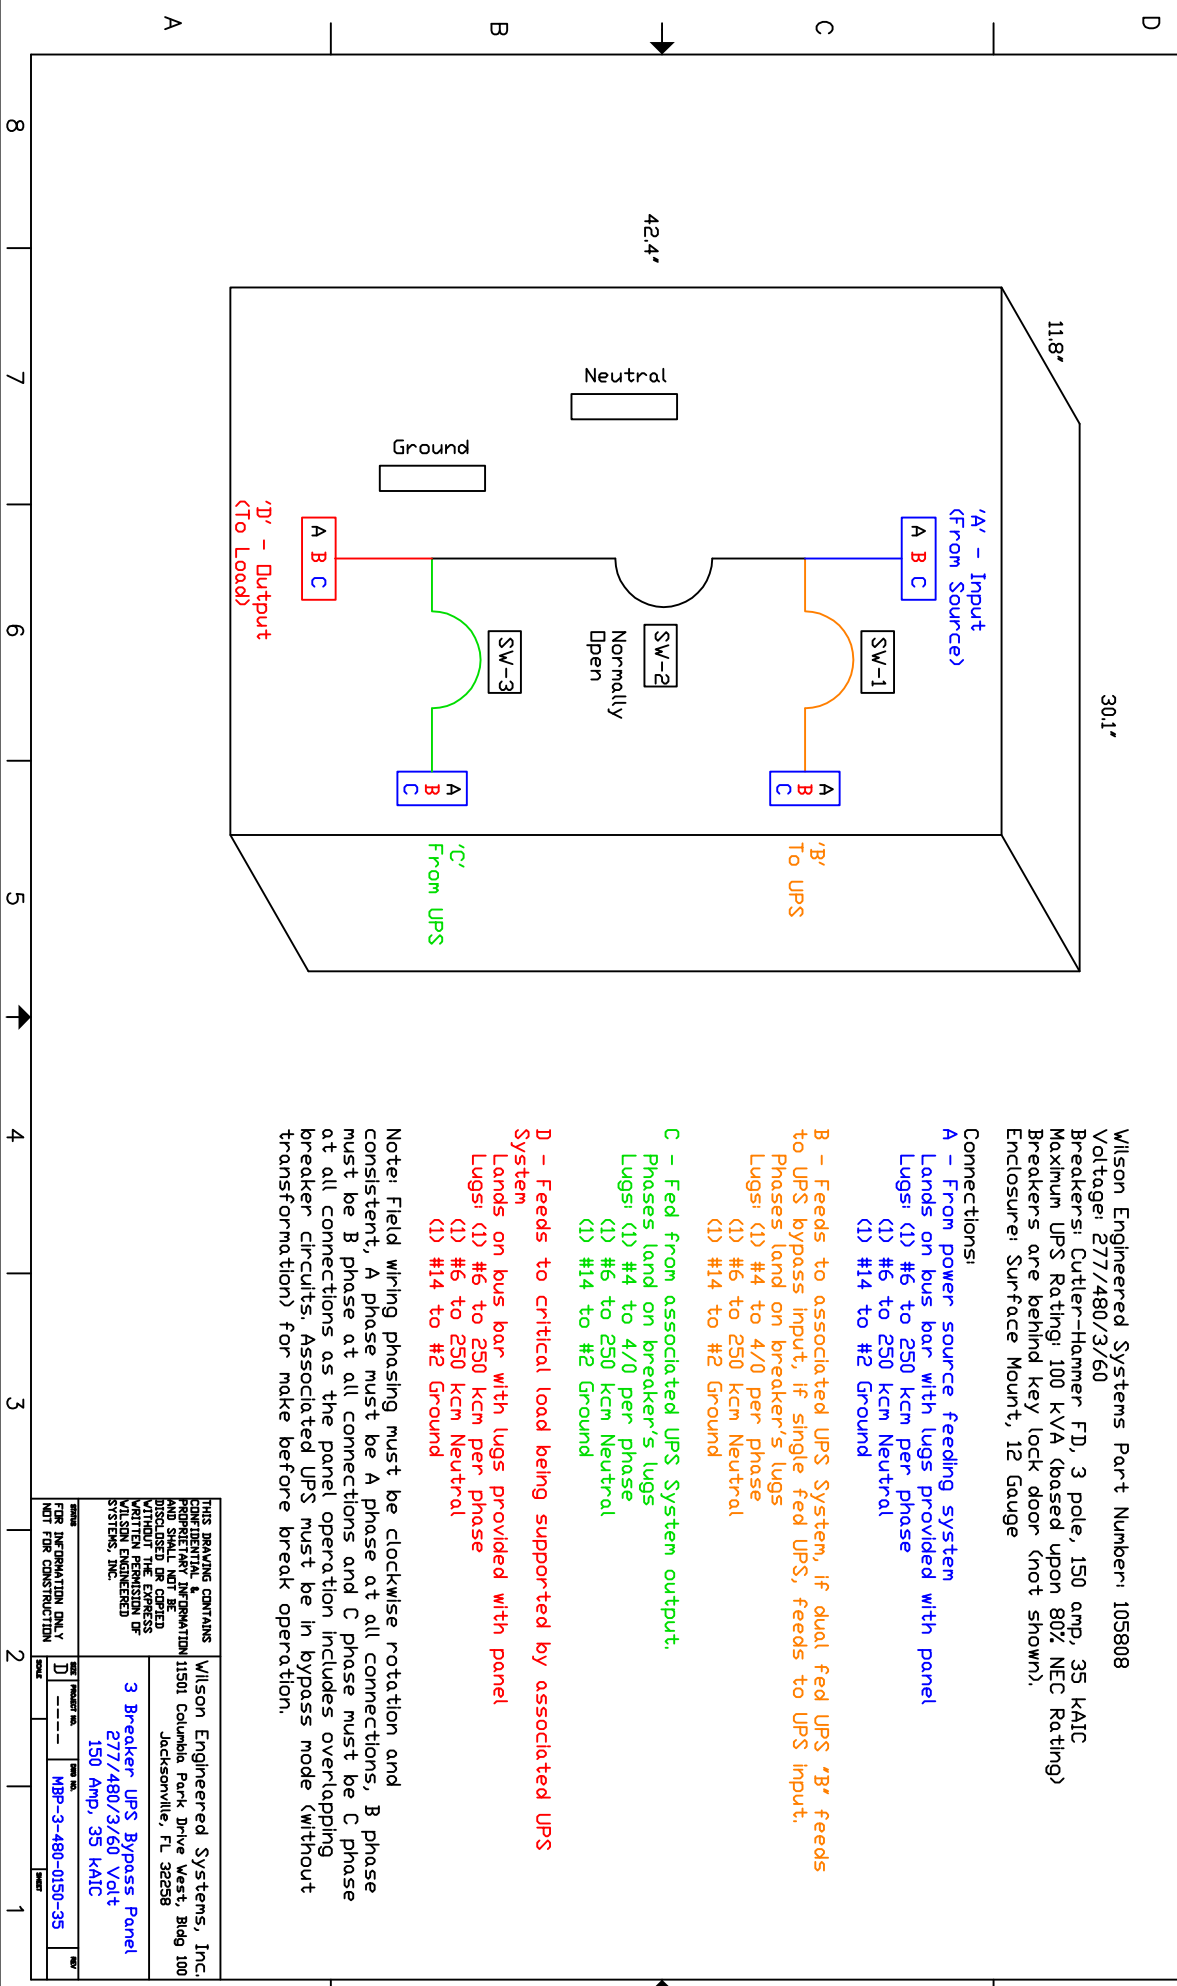 D
C
B
A
8
7
6
5
4
3
2
1
11.8"
30.1"
42.4"
'A' - Input
(From Source)
A B C
SW-1
A
B
C
'B'
To UPS
Neutral
SW-2
Normally
Open
Ground
SW-3
A
B
C
'C'
From UPS
A B C
'D' - Output
(To Load)
Wilson Engineered Systems Part Number: 105808
Voltage: 277/480/3/60
Breakers: Cutler-Hammer FD, 3 pole, 150 amp, 35 kAIC
Maximum UPS Rating: 100 kVA (based upon 80% NEC Rating)
Breakers are behind key lock door (not shown).
Enclosure: Surface Mount, 12 Gauge
Connections:
A - From power source feeding system
Lands on bus bar with lugs provided with panel
Lugs: (1) #6 to 250 kcm per phase
(1) #6 to 250 kcm Neutral
(1) #14 to #2 Ground
B - Feeds to associated UPS System, if dual fed UPS "B" feeds
to UPS bypass input, if single fed UPS, feeds to UPS input.
Phases land on breaker's lugs
Lugs: (1) #4 to 4/0 per phase
(1) #6 to 250 kcm Neutral
(1) #14 to #2 Ground
C - Fed from associated UPS System output.
Phases land on breaker's lugs
Lugs: (1) #4 to 4/0 per phase
(1) #6 to 250 kcm Neutral
(1) #14 to #2 Ground
D - Feeds to critical load being supported by associated UPS
System
Lands on bus bar with lugs provided with panel
Lugs: (1) #6 to 250 kcm per phase
(1) #6 to 250 kcm Neutral
(1) #14 to #2 Ground
Note: Field wiring phasing must be clockwise rotation and
consistent, A phase must be A phase at all connections, B phase
must be B phase at all connections and C phase must be C phase
at all connections as the panel operation includes overlapping
breaker circuits. Associated UPS must be in bypass mode (without
transformation) for make before break operation.
THIS DRAWING CONTAINS
CONFIDENTIAL &
PROPRIETARY INFORMATION
AND SHALL NOT BE
DISCLOSED OR COPIED
WITHOUT THE EXPRESS
WRITTEN PERMISION OF
WILSON ENGINEERED
SYSTEMS, INC.
STATUS
FOR INFORMATION ONLY
NOT FOR CONSTRUCTION
Wilson Engineered Systems, Inc.
11501 Columbia Park Drive West, Bldg 100
Jacksonville, FL 32258
3 Breaker UPS Bypass Panel
277/480/3/60 Volt
150 Amp, 35 kAIC
SIZE
D
PROJECT NO.
----
DWG NO.
MBP-3-480-0150-35
REV
SCALE
SHEET